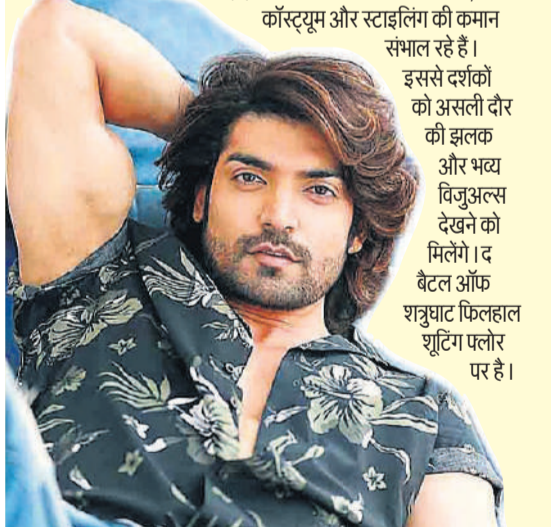 कॉस्ट्यूम और स्टाइलिंग की कमान
संभाल रहे हैं।
इससे दर्शकों
को असली दौर
की झलक
और भव्य
विजुअल्स
देखने को
मिलेंगे। द
बैटल ऑफ
शत्रुघाट फिलहाल
शूटिंग फ्लोर
पर है।